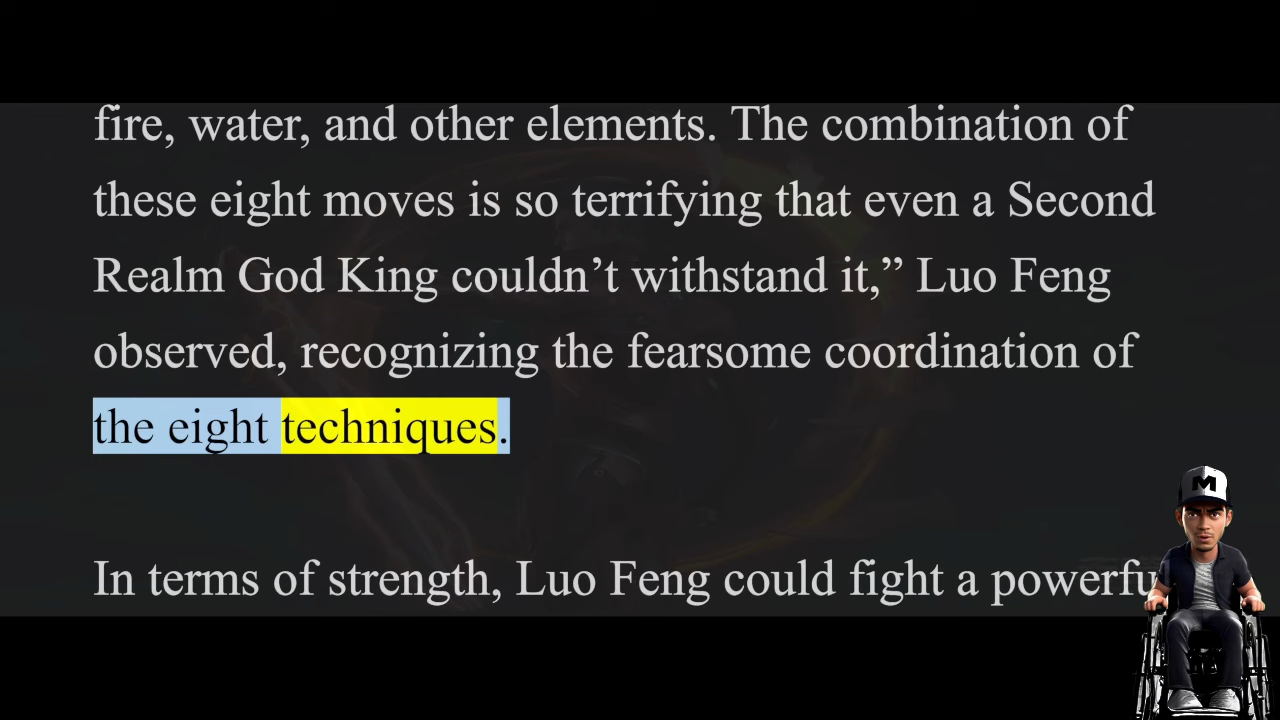 fire, water, and other elements. The combination of
these eight moves is so terrifying that even a Second
Realm God King couldn’t withstand it,” Luo Feng
observed, recognizing the fearsome coordination of
the eight techniques.
In terms of strength, Luo Feng could fight a powerfu
M